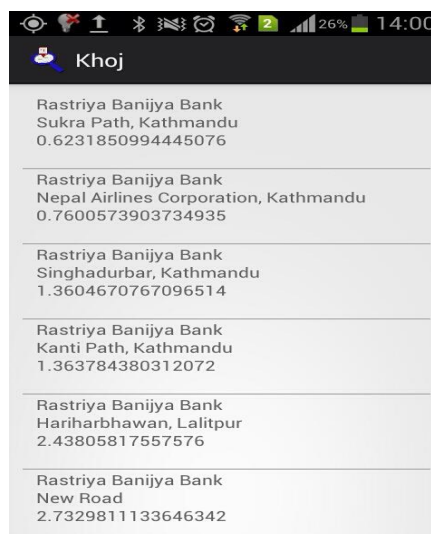 2 26% 14:00
Khoj
Rastriya Banijya Bank
Sukra Path, Kathmandu
0.6231850994445076
Rastriya Banijya Bank
Nepal Airlines Corporation, Kathmandu
0.7600573903734935
Rastriya Banijya Bank
Singhadurbar, Kathmandu
1.3604670767096514
Rastriya Banijya Bank
Kanti Path, Kathmandu
1.363784380312072
Rastriya Banijya Bank
Hariharbhawan, Lalitpur
2.43805817557576
Rastriya Banijya Bank
New Road
2.7329811133646342